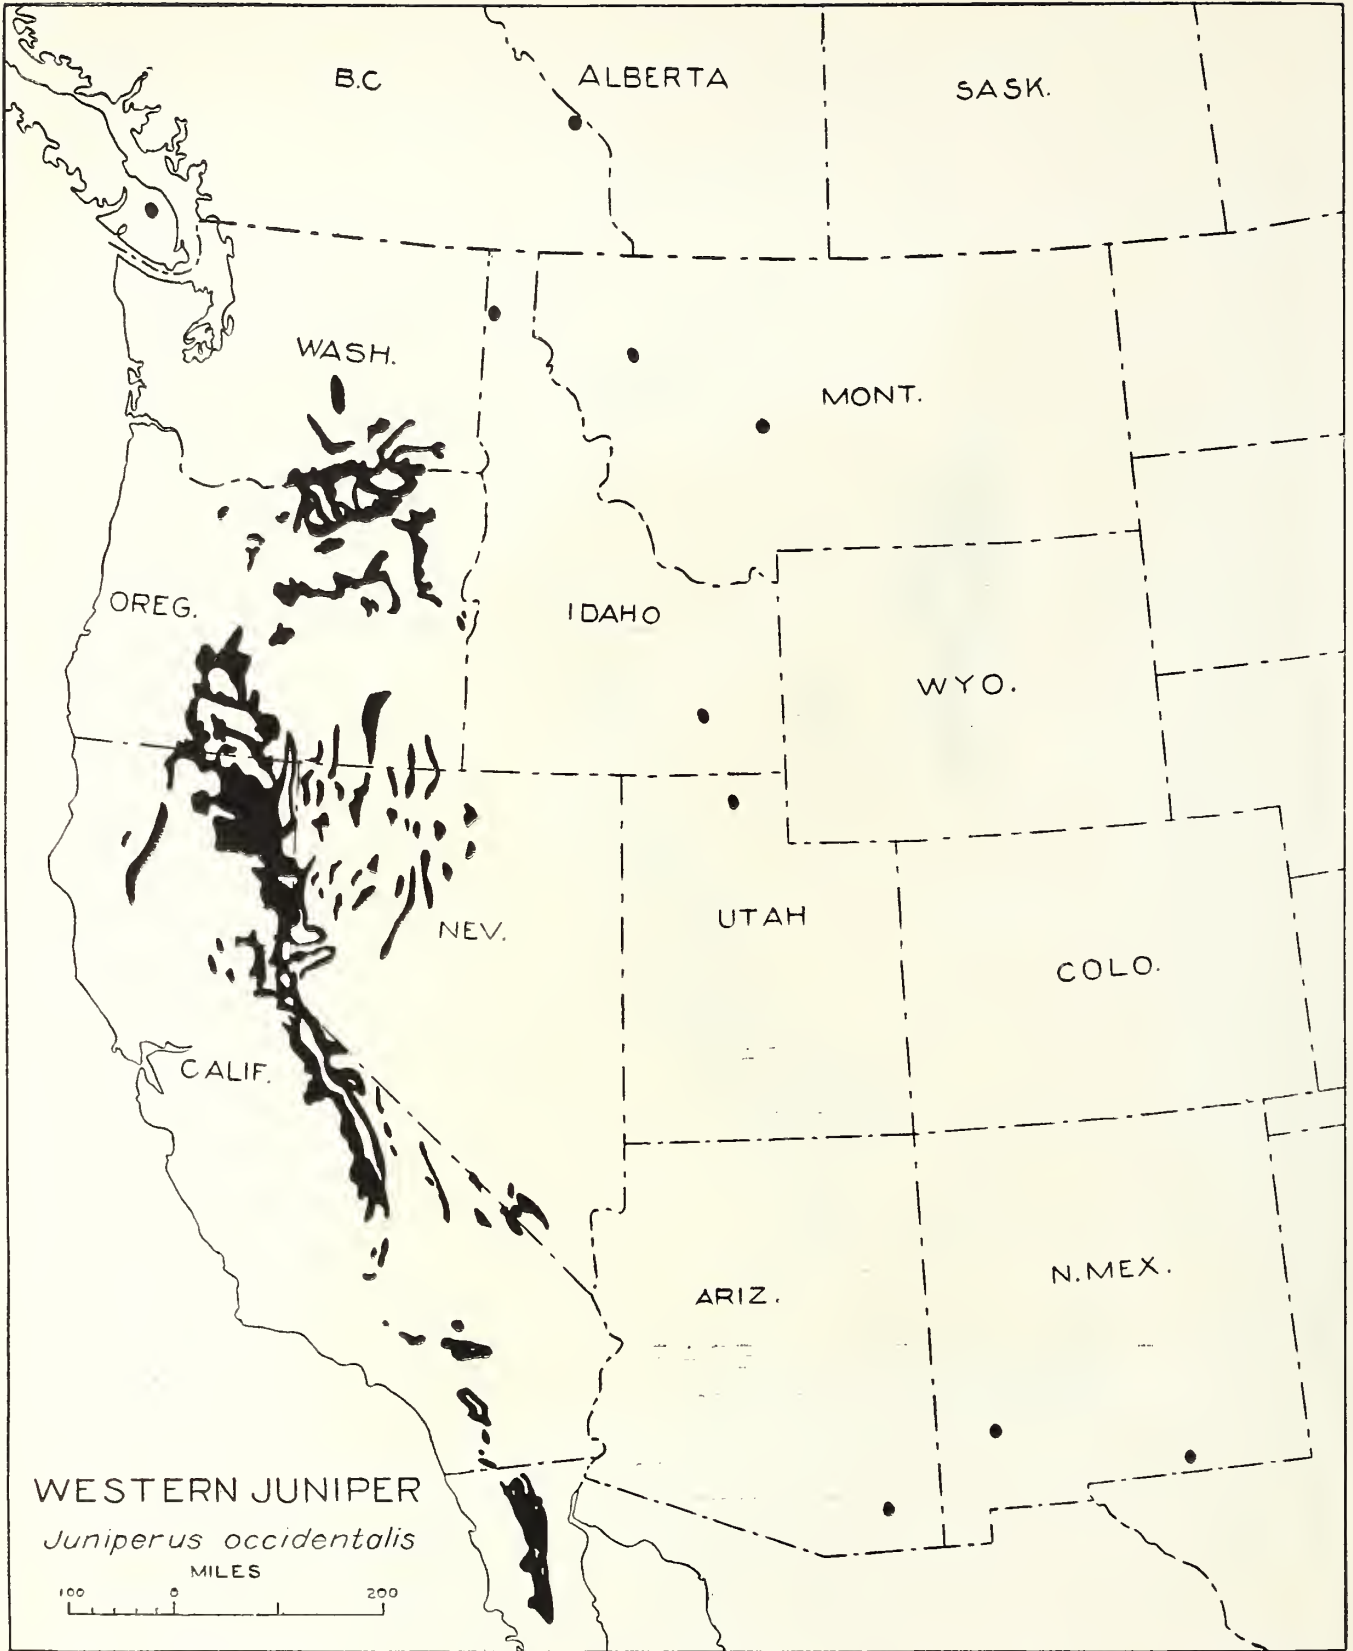 B.C
ALBERTA
SASK.
WASH.
MONT.
OREG.
IDAHO
WYO.
NEV.
UTAH
COLO.
CALIF.
ARIZ.
N.MEX.
WESTERN JUNIPER
Juniperus occidentalis
MILES
100 0 200